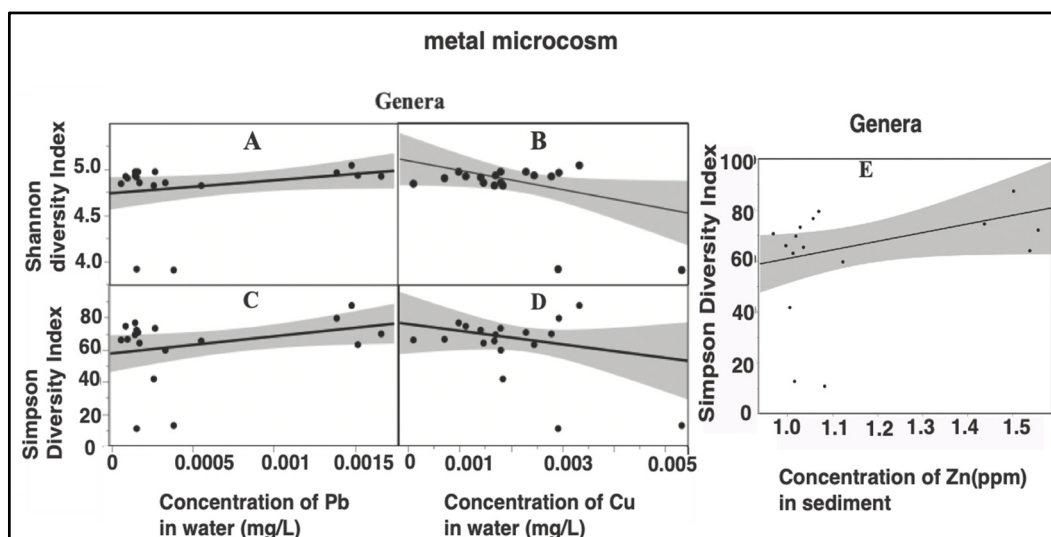 metal microcosm
Genera
A
B
Shannon
diversity Index
5.0
4.5
4.0
C
D
Simpson
Diversity Index
80
60
40
20
0
0
0.0005
0.0015
0
0.001
0.003
0.005
Concentration of Pb
in water (mg/L)
Concentration of Cu
in water (mg/L)
Genera
E
Simpson Diversity Index
100
80
60
40
20
0
1.0
1.1
1.2
1.3
1.4
1.5
Concentration of Zn(ppm)
in sediment